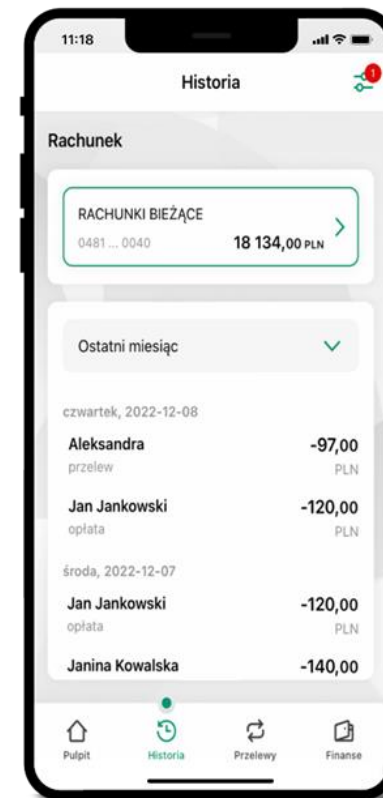 11:18
Historia
1
Rachunek
RACHUNKI BIEŻĄCE
0481 ... 0040 18 134,00 PLN
Ostatni miesiąc
czwartek, 2022-12-08
Aleksandra -97,00
przelew PLN
Jan Jankowski -120,00
opłata PLN
środa, 2022-12-07
Jan Jankowski -120,00
opłata PLN
Janina Kowalska -140,00
Pulpit Historia Przelewy Finanse